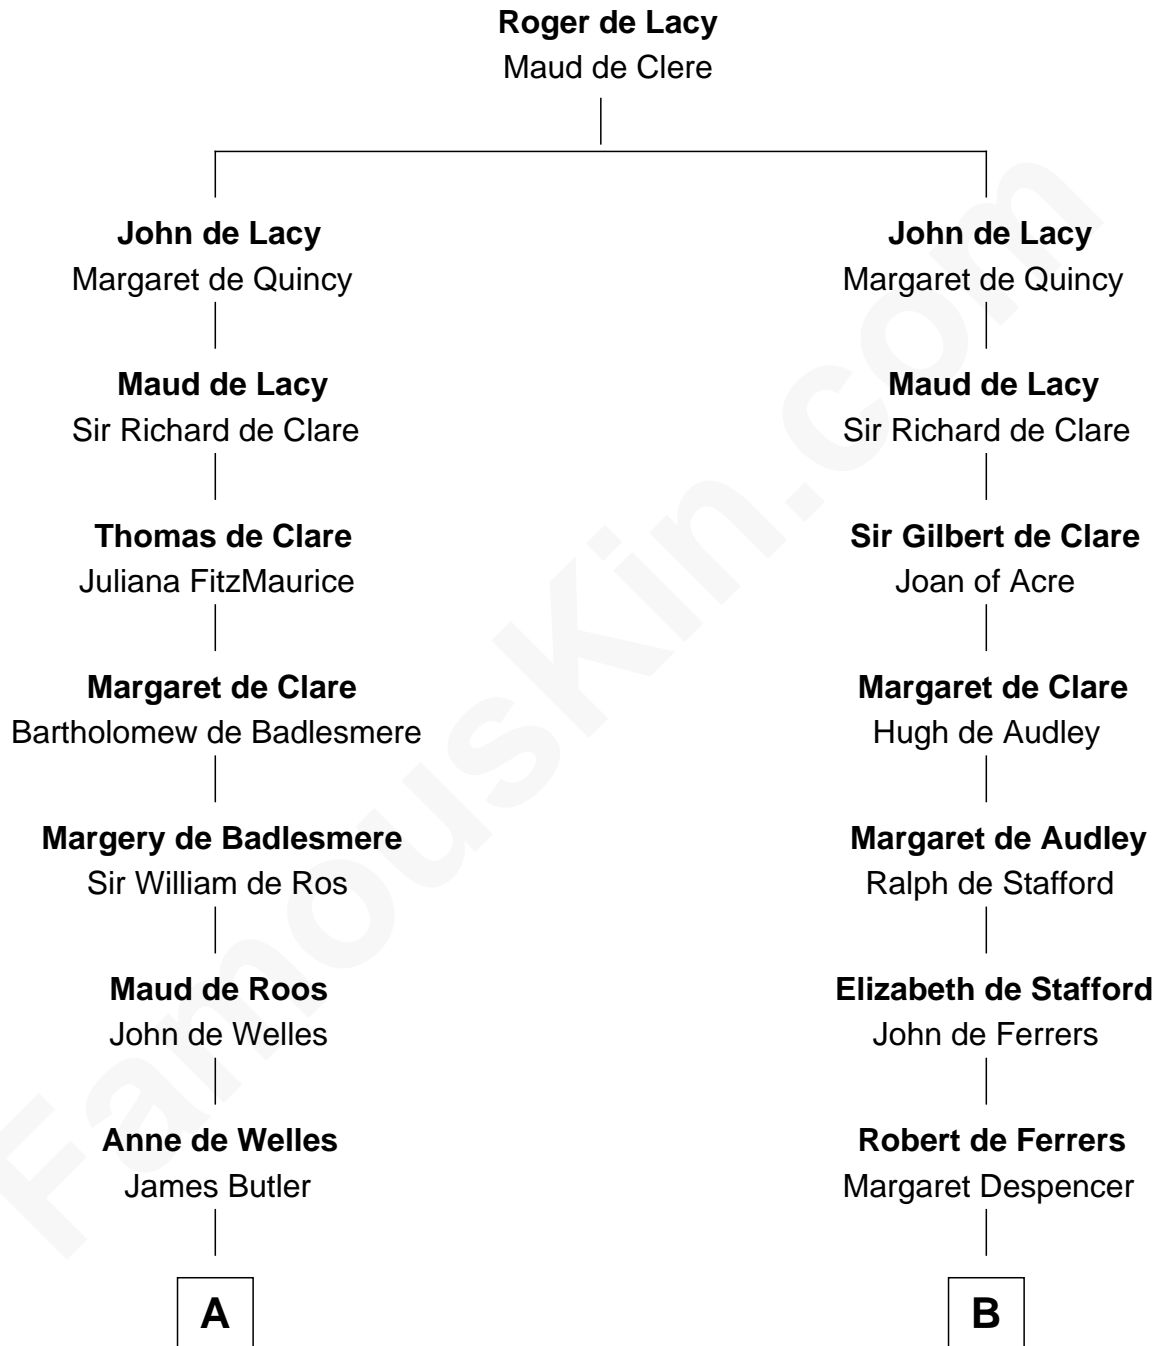 Roger de Lacy
Maud de Clere
John de Lacy
Margaret de Quincy
John de Lacy
Margaret de Quincy
Maud de Lacy
Sir Richard de Clare
Maud de Lacy
Sir Richard de Clare
Thomas de Clare
Juliana FitzMaurice
Sir Gilbert de Clare
Joan of Acre
Margaret de Clare
Bartholomew de Badlesmere
Margaret de Clare
Hugh de Audley
Margery de Badlesmere
Sir William de Ros
Margaret de Audley
Ralph de Stafford
Maud de Roos
John de Welles
Elizabeth de Stafford
John de Ferrers
Anne de Welles
James Butler
Robert de Ferrers
Margaret Despencer
A
B
FamousKin.com